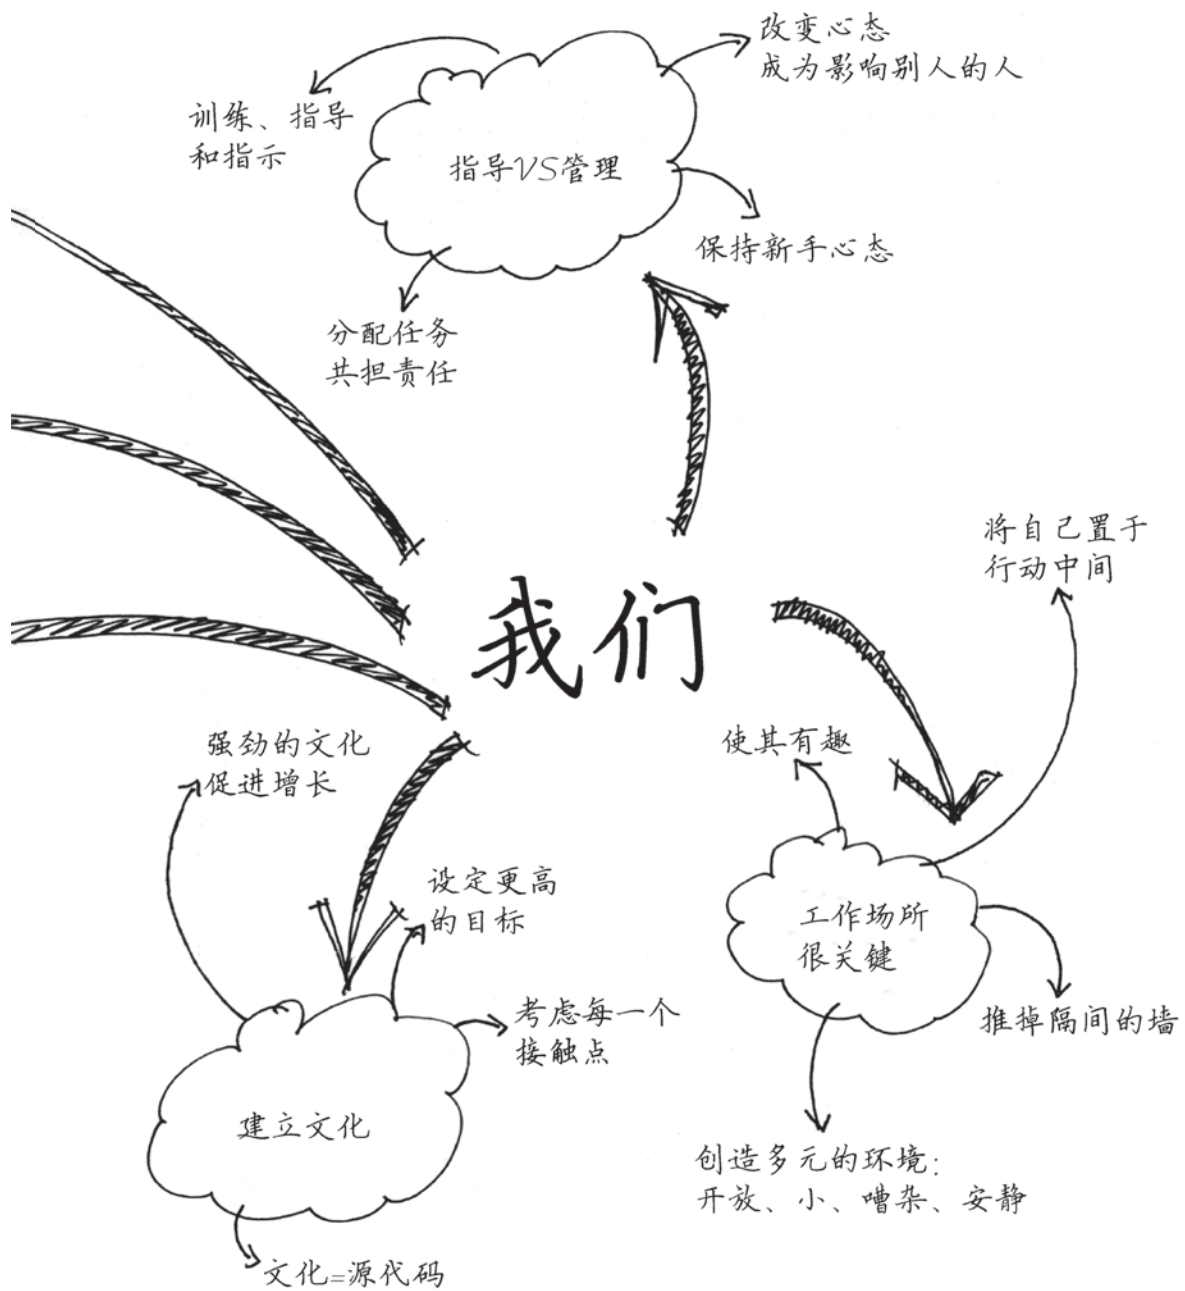 改变心态
成为影响别人的人
训练、指导
和指示
指导VS管理
保持新手心态
分配任务
共担责任
将自己置于
行动中间
我们
强劲的文化
促进增长
使其有趣
设定更高
的目标
工作场所
很关键
考虑每一个
接触点
推掉隔间的墙
建立文化
创造多元的环境：
开放、小、嘈杂、安静
文化=源代码